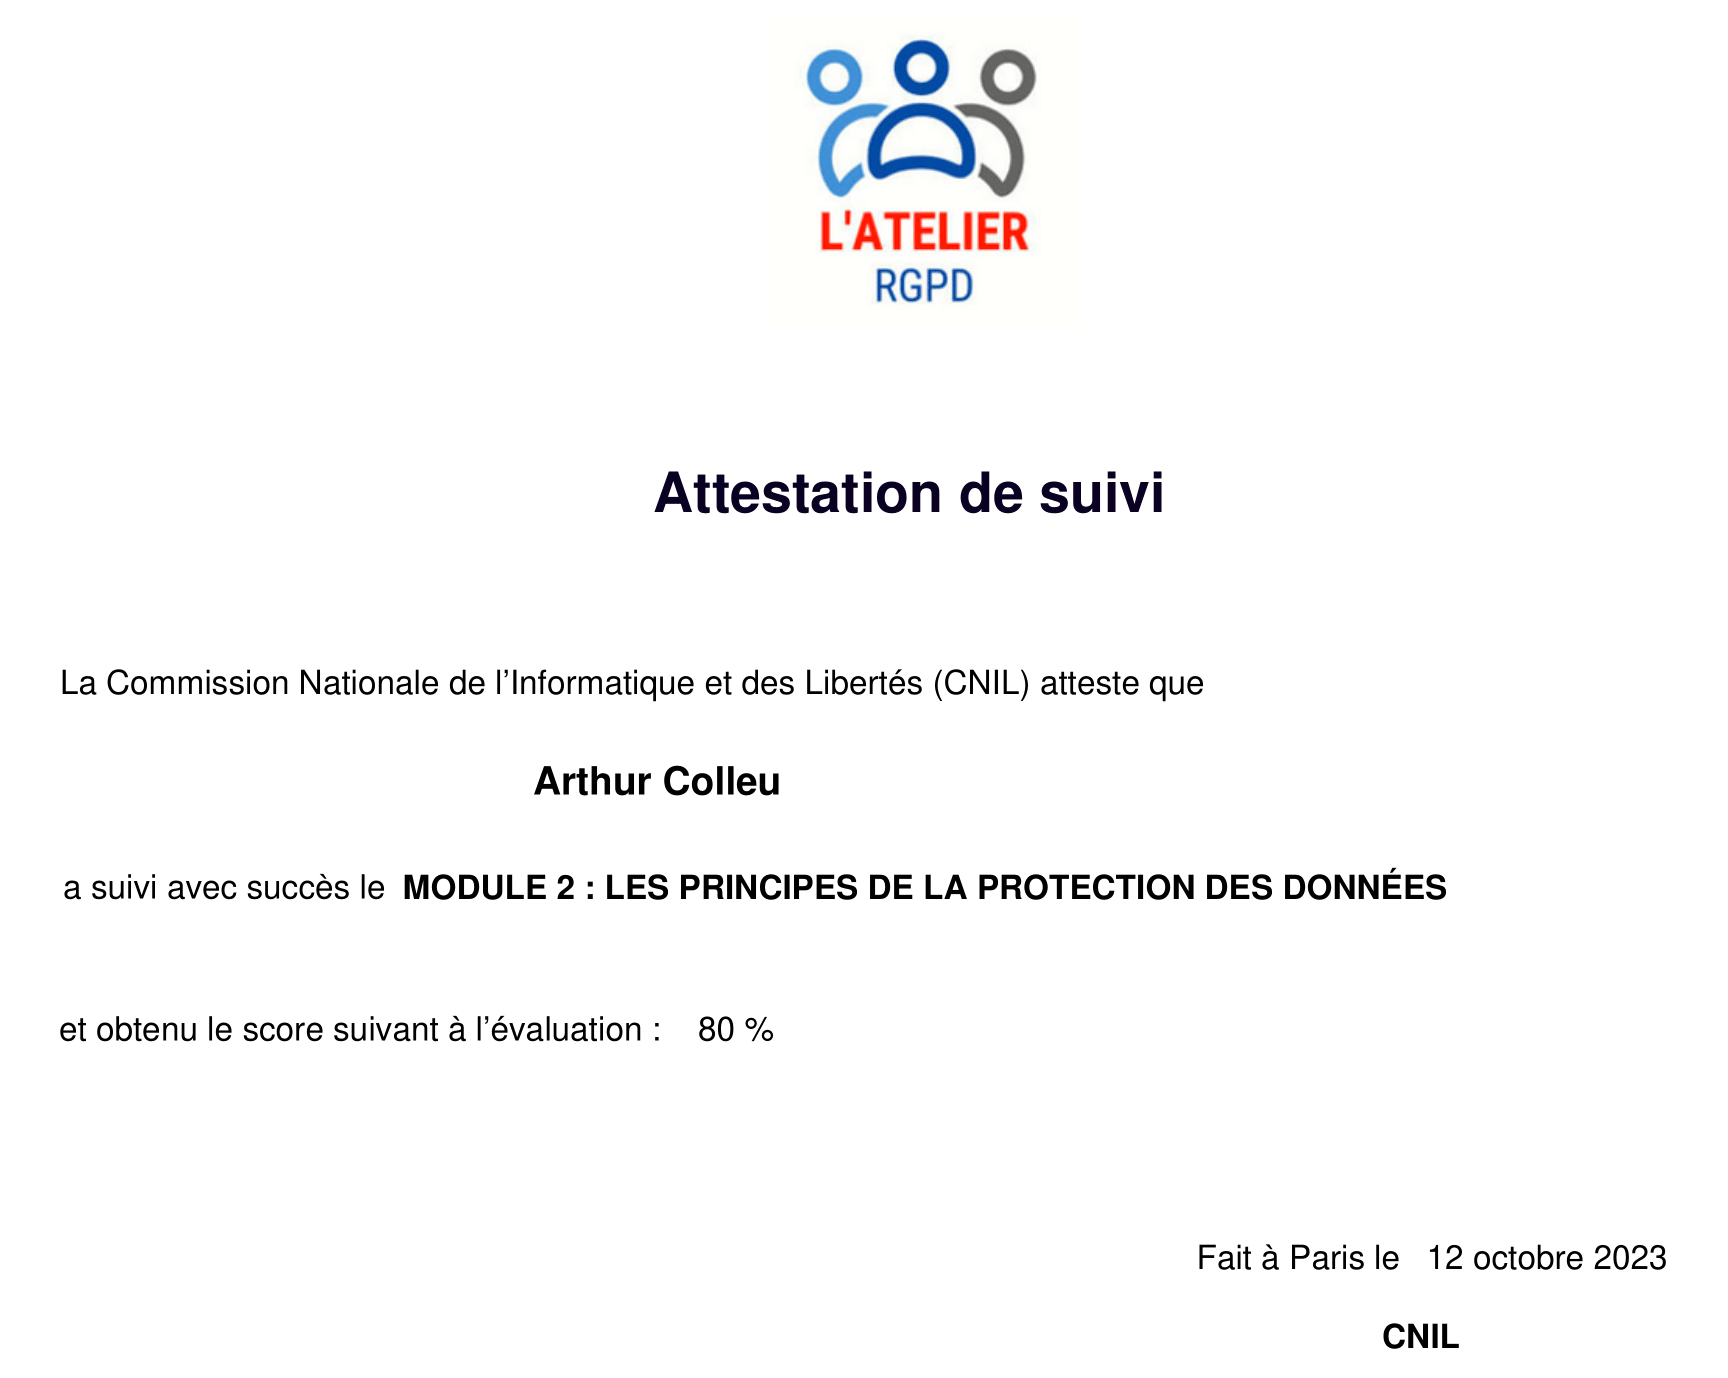 L'ATELIER
RGPD
Attestation de suivi
La Commission Nationale de l’Informatique et des Libertés (CNIL) atteste que
Arthur Colleu
a suivi avec succès le MODULE 2 : LES PRINCIPES DE LA PROTECTION DES DONNÉES
et obtenu le score suivant à l’évaluation : 80 %
Fait à Paris le 12 octobre 2023
CNIL